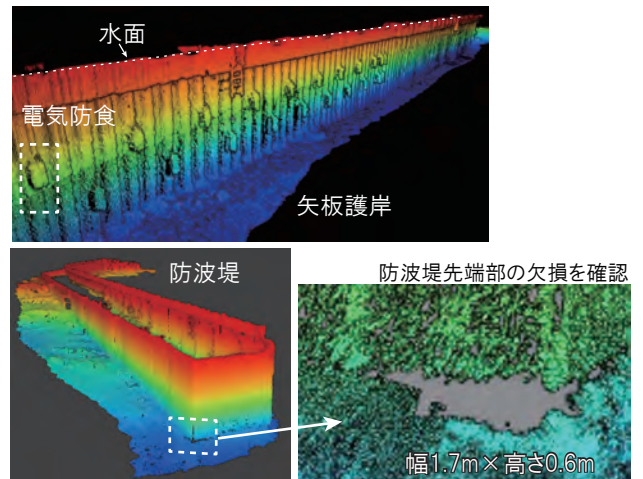 水面
電気防食
矢板護岸
防波堤
防波堤先端部の欠損を確認
幅1.7m×高さ0.6m